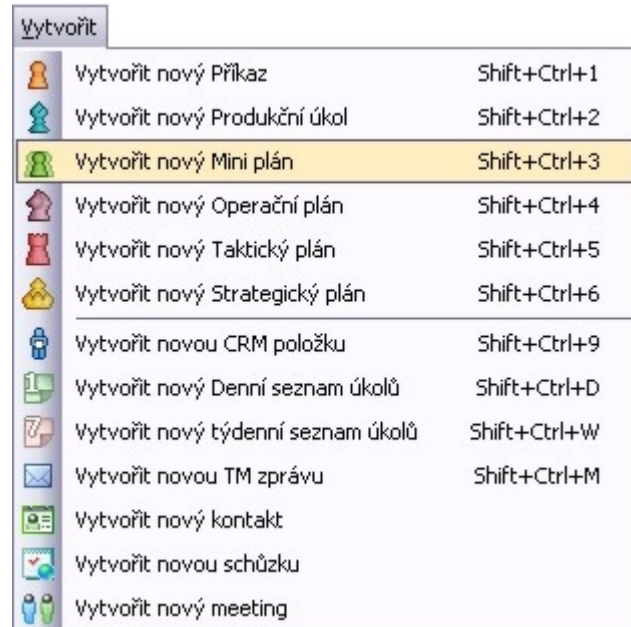 Vytvořit
Vytvořit nový Příkaz Shift+Ctrl+1
Vytvořit nový Produkční úkol Shift+Ctrl+2
Vytvořit nový Mini plán Shift+Ctrl+3
Vytvořit nový Operační plán Shift+Ctrl+4
Vytvořit nový Taktický plán Shift+Ctrl+5
Vytvořit nový Strategický plán Shift+Ctrl+6
Vytvořit novou CRM položku Shift+Ctrl+9
Vytvořit nový Denní seznam úkolů Shift+Ctrl+D
Vytvořit nový týdenní seznam úkolů Shift+Ctrl+W
Vytvořit novou TM zprávu Shift+Ctrl+M
Vytvořit nový kontakt
Vytvořit novou schůzku
Vytvořit nový meeting